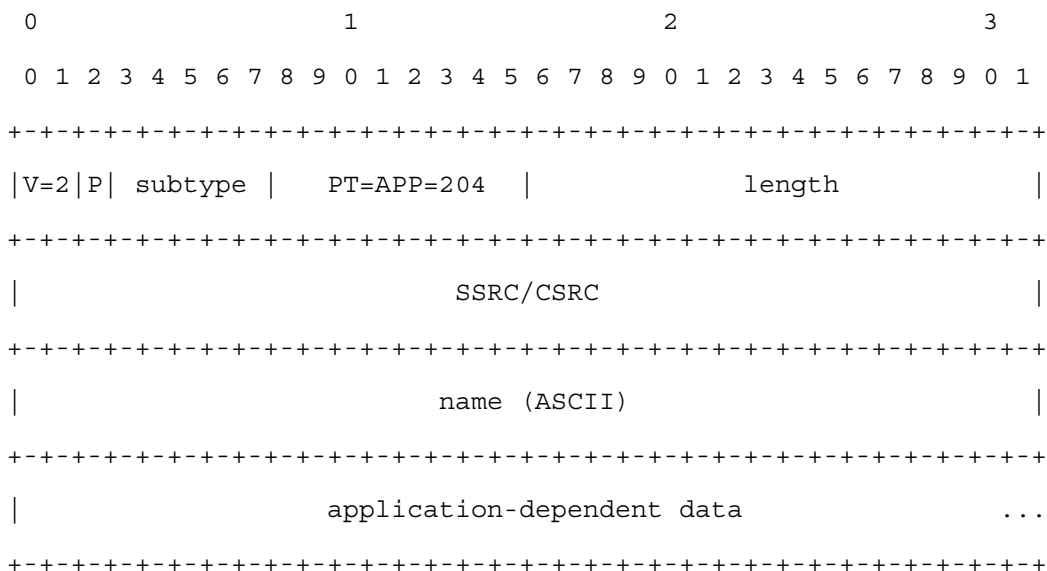 0                   1                   2                   3
 0 1 2 3 4 5 6 7 8 9 0 1 2 3 4 5 6 7 8 9 0 1 2 3 4 5 6 7 8 9 0 1
+-+-+-+-+-+-+-+-+-+-+-+-+-+-+-+-+-+-+-+-+-+-+-+-+-+-+-+-+-+-+-+-+
|V=2|P| subtype |   PT=APP=204  |             length            |
+-+-+-+-+-+-+-+-+-+-+-+-+-+-+-+-+-+-+-+-+-+-+-+-+-+-+-+-+-+-+-+-+
|                           SSRC/CSRC                           |
+-+-+-+-+-+-+-+-+-+-+-+-+-+-+-+-+-+-+-+-+-+-+-+-+-+-+-+-+-+-+-+-+
|                          name (ASCII)                         |
+-+-+-+-+-+-+-+-+-+-+-+-+-+-+-+-+-+-+-+-+-+-+-+-+-+-+-+-+-+-+-+-+
|                   application-dependent data                ...
+-+-+-+-+-+-+-+-+-+-+-+-+-+-+-+-+-+-+-+-+-+-+-+-+-+-+-+-+-+-+-+-+